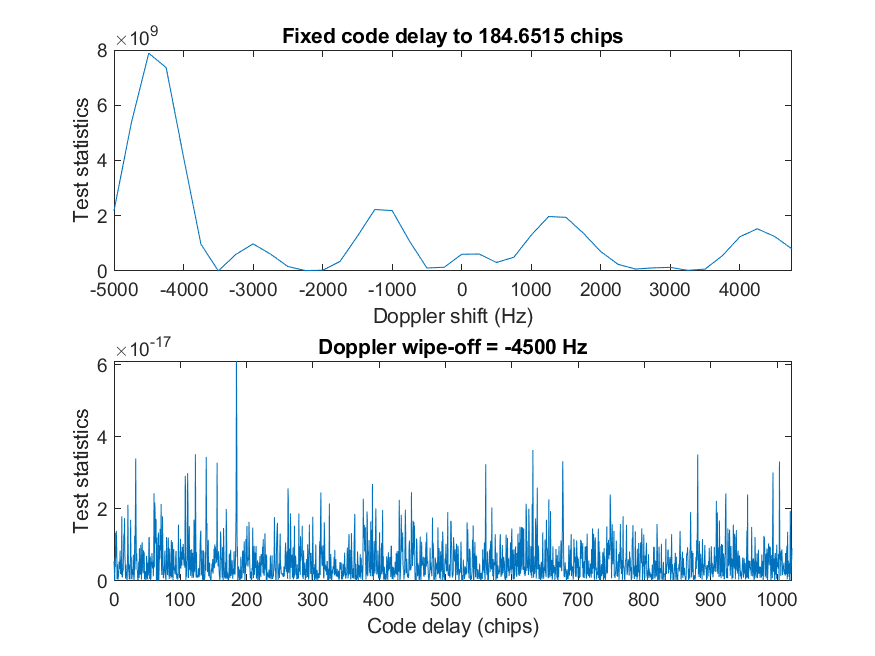 ×10^9
Fixed code delay to 184.6515 chips
8
6
4
2
0
Test statistics
-5000 -4000 -3000 -2000 -1000 0 1000 2000 3000 4000
Doppler shift (Hz)
×10^-17
Doppler wipe-off = -4500 Hz
6
4
2
0
Test statistics
0 100 200 300 400 500 600 700 800 900 1000
Code delay (chips)